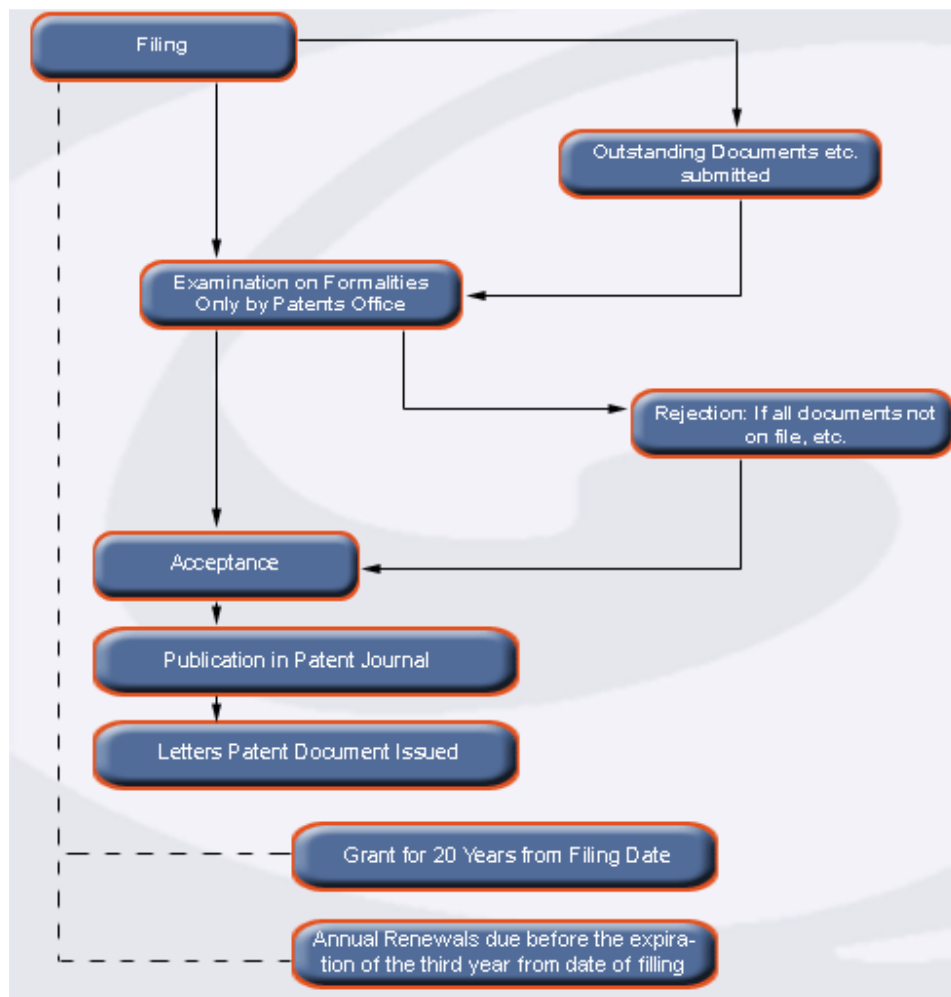 Filing
Outstanding Documents etc.
submitted
Examination on Formalities
Only by Patents Office
Rejection: If all documents not
on file, etc.
Acceptance
Publication in Patent Journal
Letters Patent Document Issued
Grant for 20 Years from Filing Date
Annual Renewals due before the expira-
tion of the third year from date of filling